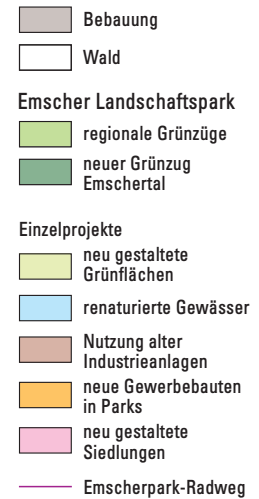 Bebauung
Wald
Emscher Landschaftspark
regionale Grünzüge
neuer Grünzug
Emschertal
Einzelprojekte
neu gestaltete
Grünflächen
renaturierte Gewässer
Nutzung alter
Industrieanlagen
neue Gewerbebauten
in Parks
neu gestaltete
Siedlungen
Emscherpark-Radweg